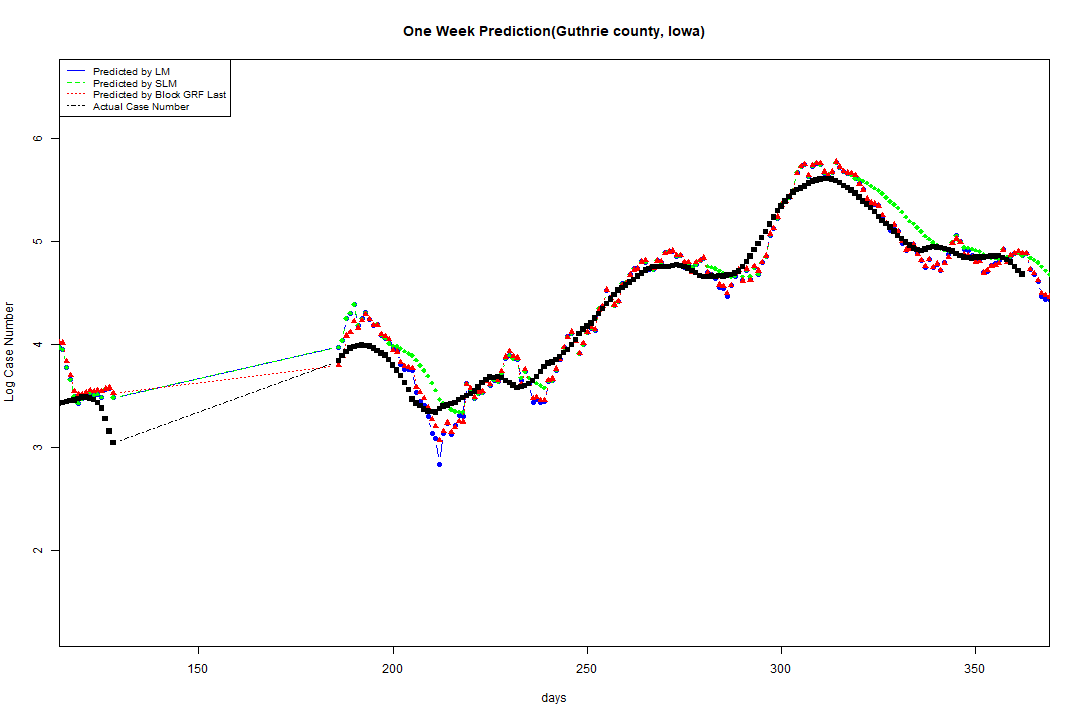 One Week Prediction(Guthrie county, Iowa)
Predicted by LM
Predicted by SLM
Predicted by Block GRF Last
Actual Case Number
6
5
4
3
2
Log Case Number
150 200 250 300 350
days